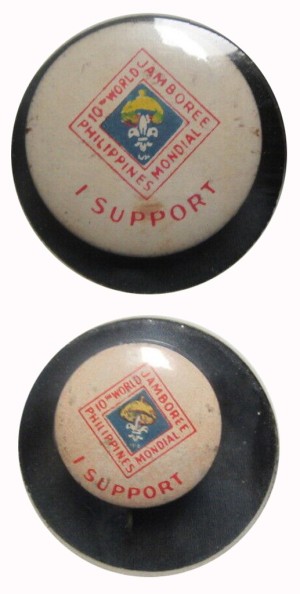 10TH WORLD
JAMBOREE
PHILIPPINES
MONDIAL
I SUPPORT
10TH WORLD
JAMBOREE
PHILIPPINES
MONDIAL
I SUPPORT